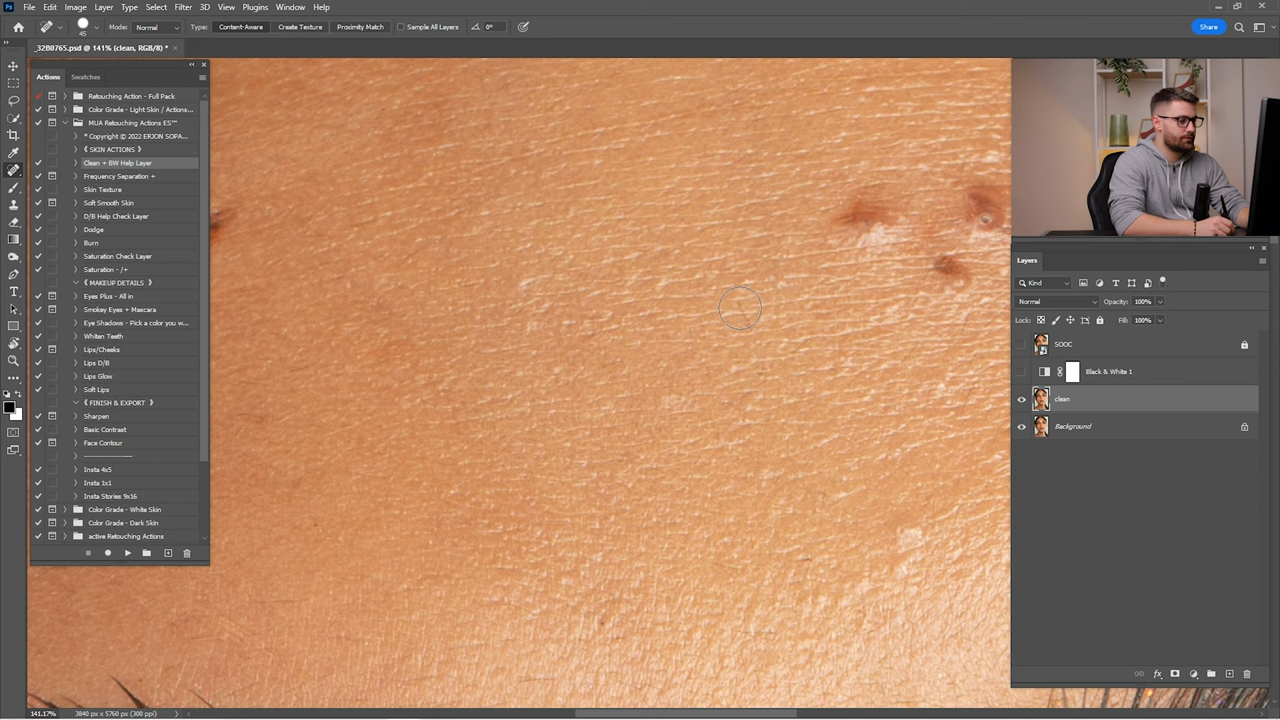 File Edit Image Layer Type Select Filter 3D View Plugins Window Help
45 Mode: Normal Type: Content-Aware Create Texture Proximity Match Sample All Layers 0° Share
_32B0765.psd @ 141% (clean, RGB/8) *
Actions Swatches
Retouching Action - Full Pack
Color Grade - Light Skin / Actions...
MUA Retouching Actions ES™
* Copyright © 2022 ERJON SOPA...
《 SKIN ACTIONS 》
Clean + BW Help Layer
Frequency Separation +
Skin Texture
Soft Smooth Skin
D/B Help Check Layer
Dodge
Burn
Saturation Check Layer
Saturation - /+
《 MAKEUP DETAILS 》
Eyes Plus - All in
Smokey Eyes + Mascara
Eye Shadows - Pick a color you w...
Whiten Teeth
Lips/Cheeks
Lips D/B
Lips Glow
Soft Lips
《 FINISH & EXPORT 》
Sharpen
Basic Contrast
Face Contour
-------------------
Insta 4x5
Insta 1x1
Insta Stories 9x16
Color Grade - White Skin
Color Grade - Dark Skin
active Retouching Actions
Layers
Kind
Normal Opacity: 100%
Lock: Fill: 100%
SOOC
Black & White 1
clean
Background
141.17% 3840 px x 5760 px (300 ppi)